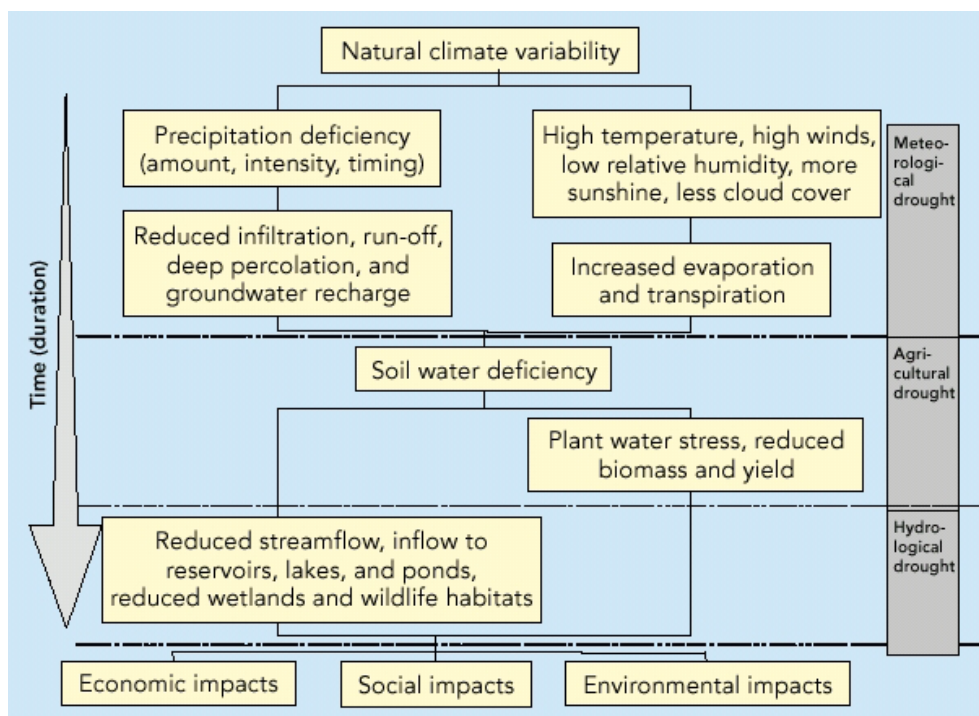 Natural climate variability
Precipitation deficiency
(amount, intensity, timing)
High temperature, high winds,
low relative humidity, more
sunshine, less cloud cover
Meteo-
rologi-
cal
drought
Reduced infiltration, run-off,
deep percolation, and
groundwater recharge
Increased evaporation
and transpiration
Time (duration)
Soil water deficiency
Agri-
cultural
drought
Plant water stress, reduced
biomass and yield
Reduced streamflow, inflow to
reservoirs, lakes, and ponds,
reduced wetlands and wildlife habitats
Hydro-
logical
drought
Economic impacts
Social impacts
Environmental impacts